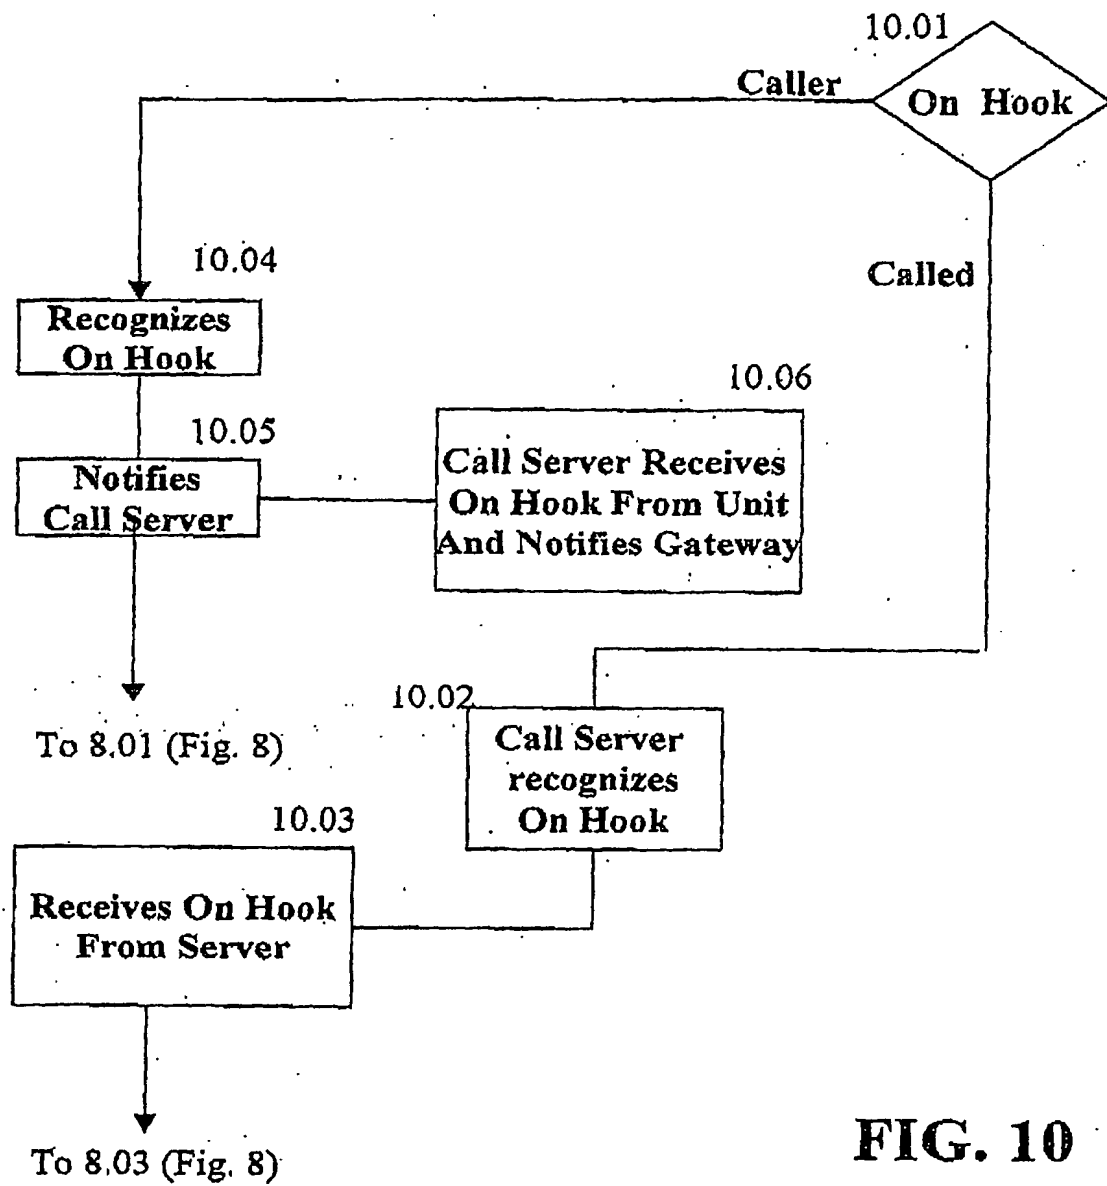 10.01
Caller
On Hook
Called
10.04
Recognizes
On Hook
10.05
Notifies
Call Server
10.06
Call Server Receives
On Hook From Unit
And Notifies Gateway
To 8.01 (Fig. 8)
10.02
Call Server
recognizes
On Hook
10.03
Receives On Hook
From Server
To 8.03 (Fig. 8)
FIG. 10